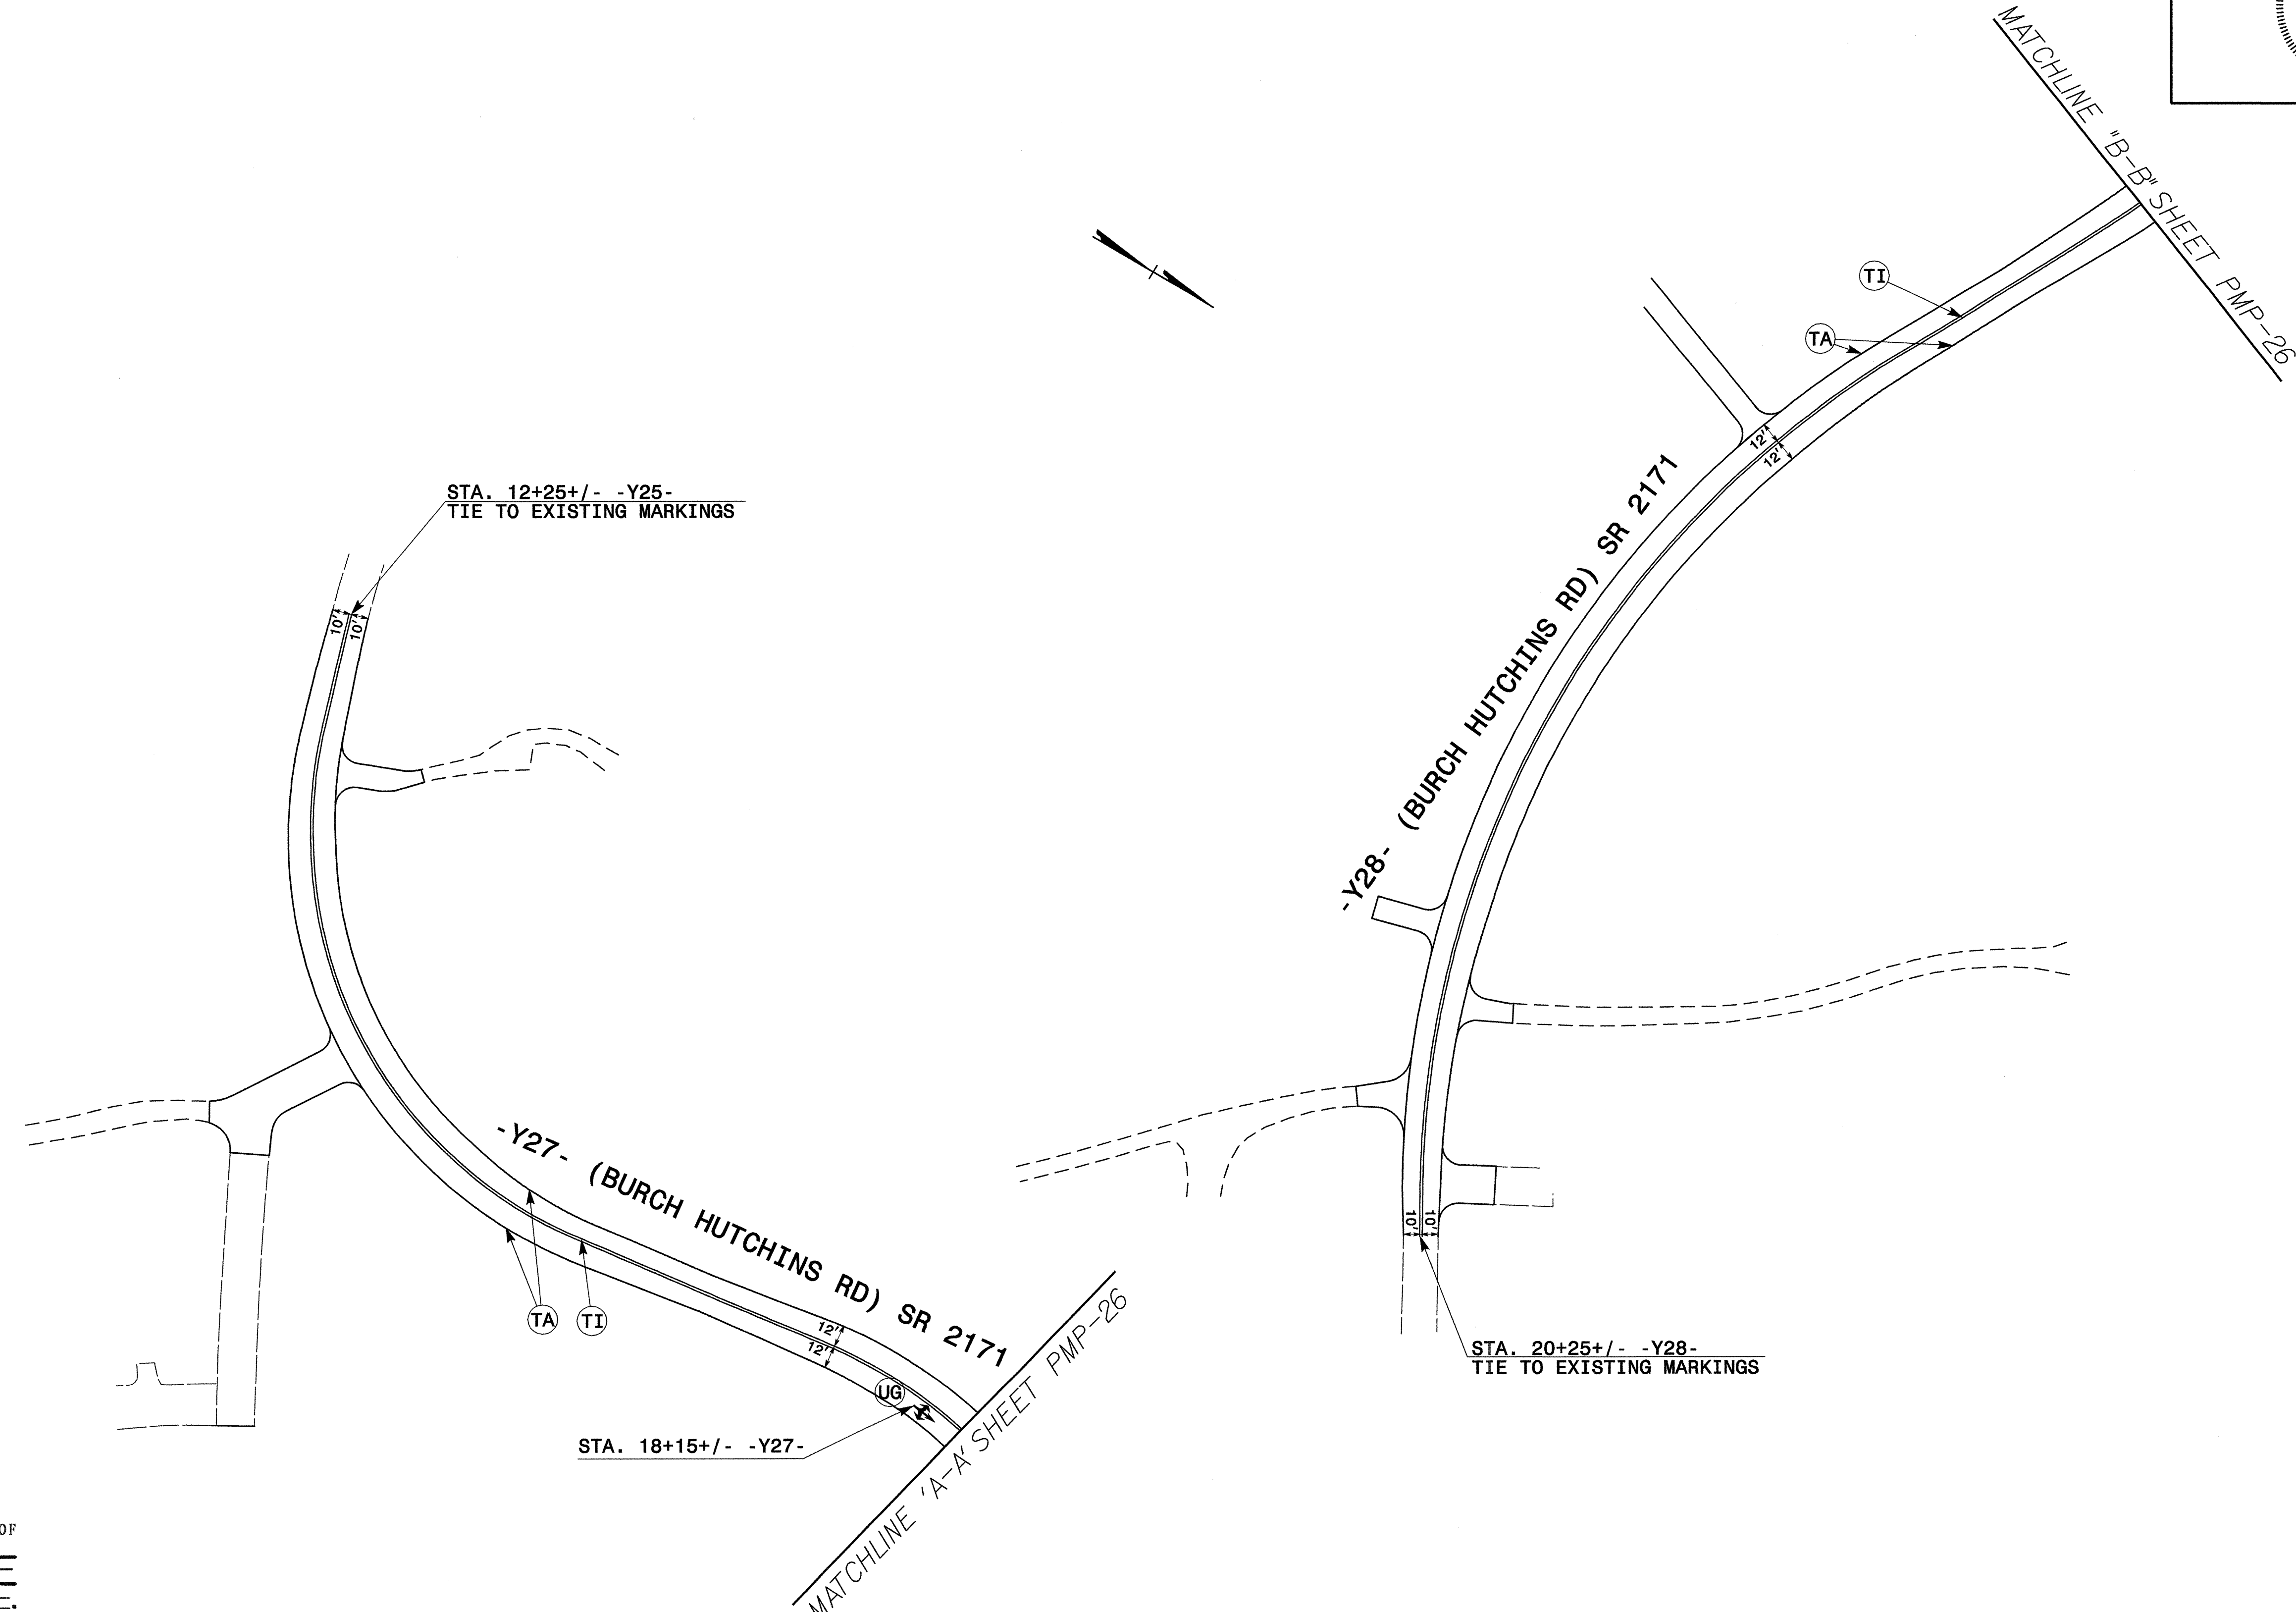 MATCHLINE "B-B" SHEET PMP-26
TI
TA
12'
12'
-Y28- (BURCH HUTCHINS RD) SR 2171
STA. 12+25+/- -Y25-
TIE TO EXISTING MARKINGS
10'
10'
-Y27- (BURCH HUTCHINS RD) SR 2171
TA
TI
12'
12'
UG
STA. 18+15+/- -Y27-
MATCHLINE 'A-A' SHEET PMP-26
10'
10'
STA. 20+25+/- -Y28-
TIE TO EXISTING MARKINGS
OF